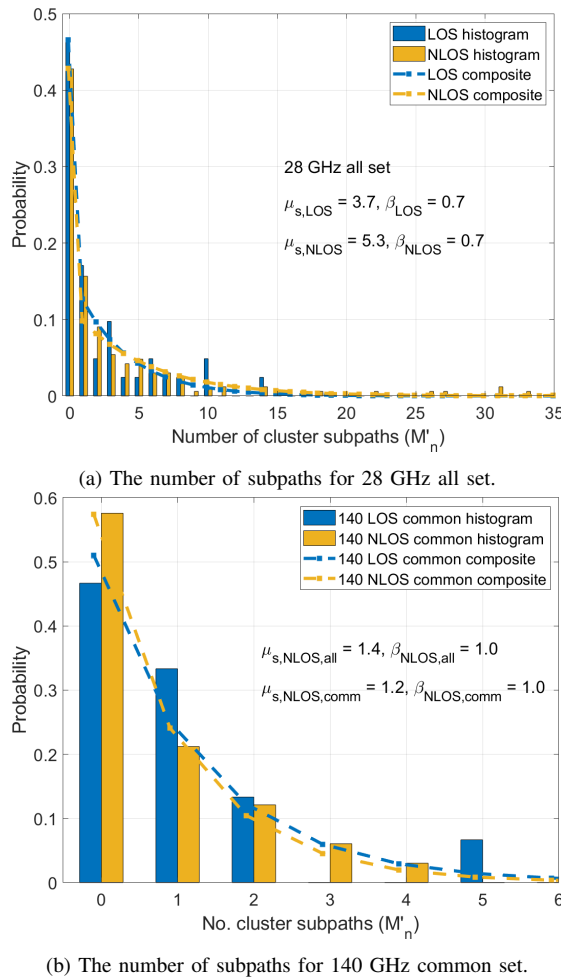 0.5
LOS histogram
NLOS histogram
LOS composite
NLOS composite
0.4
0.3
28 GHz all set
μs,LOS = 3.7, βLOS = 0.7
μs,NLOS = 5.3, βNLOS = 0.7
0.2
0.1
0
Probability
0 5 10 15 20 25 30 35
Number of cluster subpaths (M'n)
(a) The number of subpaths for 28 GHz all set.
0.6
140 LOS common histogram
140 NLOS common histogram
140 LOS common composite
140 NLOS common composite
0.5
0.4
μs,NLOS,all = 1.4, βNLOS,all = 1.0
μs,NLOS,comm = 1.2, βNLOS,comm = 1.0
0.3
0.2
0.1
0
Probability
0 1 2 3 4 5 6
No. cluster subpaths (M'n)
(b) The number of subpaths for 140 GHz common set.